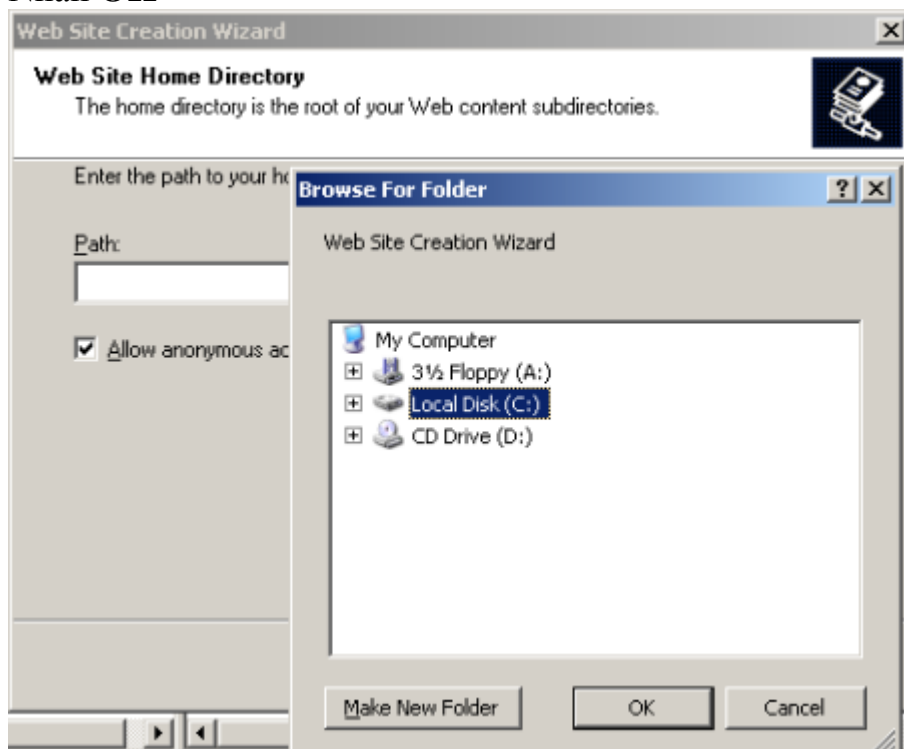 Web Site Creation Wizard
Web Site Home Directory
The home directory is the root of your Web content subdirectories.
Enter the path to your
Browse For Folder
Path:
Web Site Creation Wizard
Allow anonymous
My Computer
3½ Floppy (A:)
Local Disk (C:)
CD Drive (D:)
Make New Folder
OK
Cancel